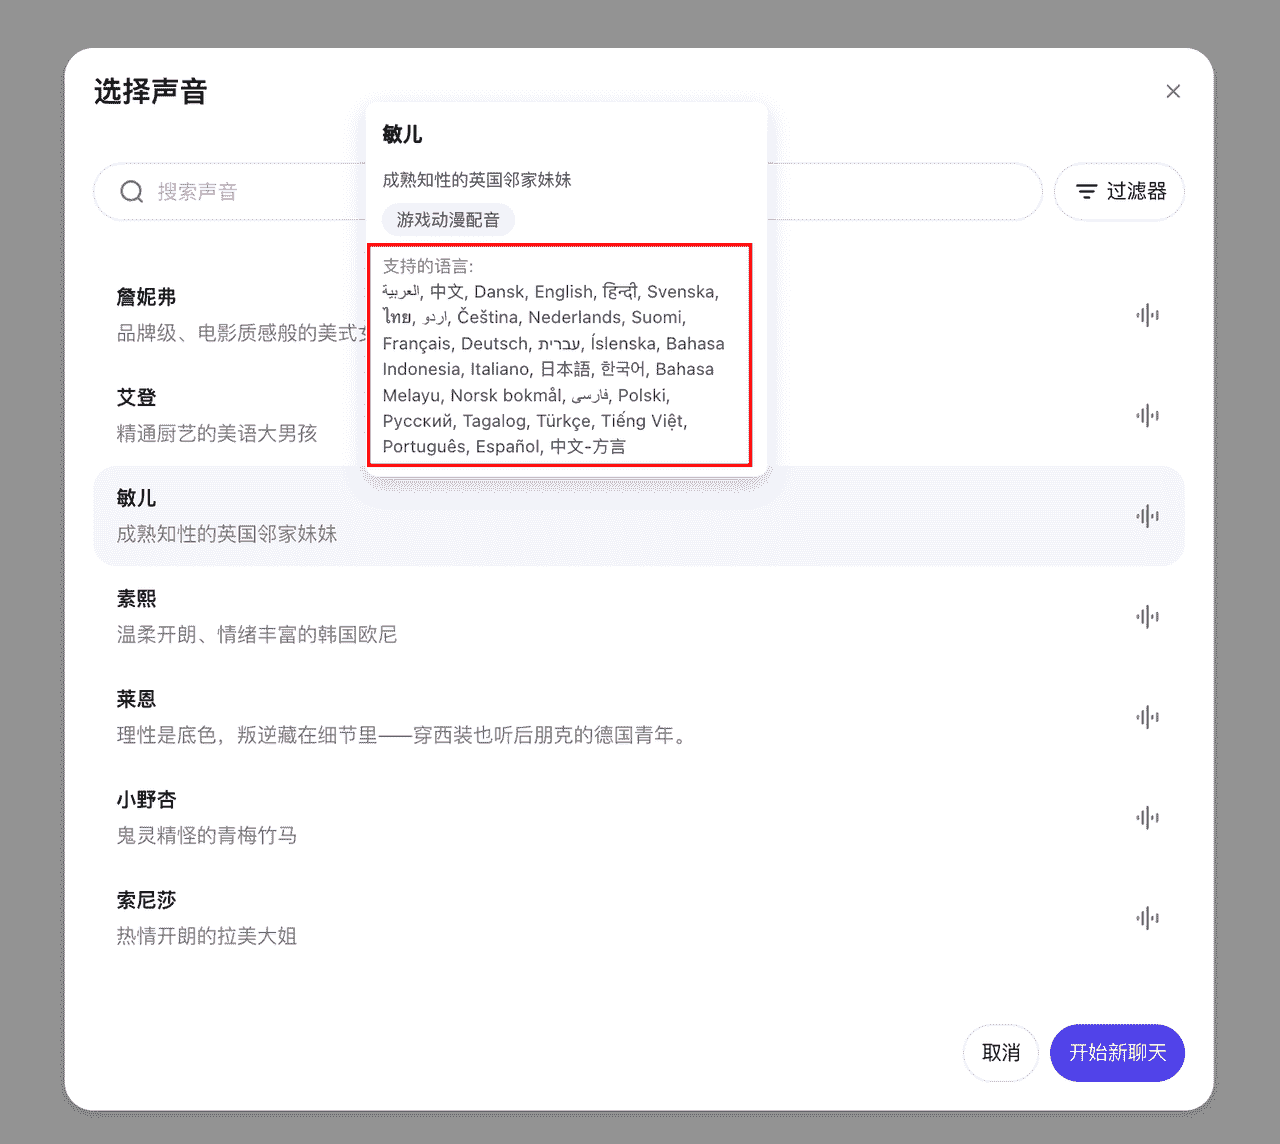 选择声音
敏儿
成熟知性的英国邻家妹妹
搜索声音
过滤器
游戏动漫配音
支持的语言:
العربية, 中文, Dansk, English, हिन्दी, Svenska,
ไทย, اردو, Čeština, Nederlands, Suomi,
Français, Deutsch, עברית, Íslenska, Bahasa
Indonesia, Italiano, 日本語, 한국어, Bahasa
Melayu, Norsk bokmål, فارسی, Polski,
Русский, Tagalog, Türkçe, Tiếng Việt,
Português, Español, 中文-方言
詹妮弗
品牌级、电影质感般的美式
艾登
精通厨艺的美语大男孩
敏儿
成熟知性的英国邻家妹妹
素熙
温柔开朗、情绪丰富的韩国欧尼
莱恩
理性是底色，叛逆藏在细节里——穿西装也听后朋克的德国青年。
小野杏
鬼灵精怪的青梅竹马
索尼莎
热情开朗的拉美大姐
取消
开始新聊天